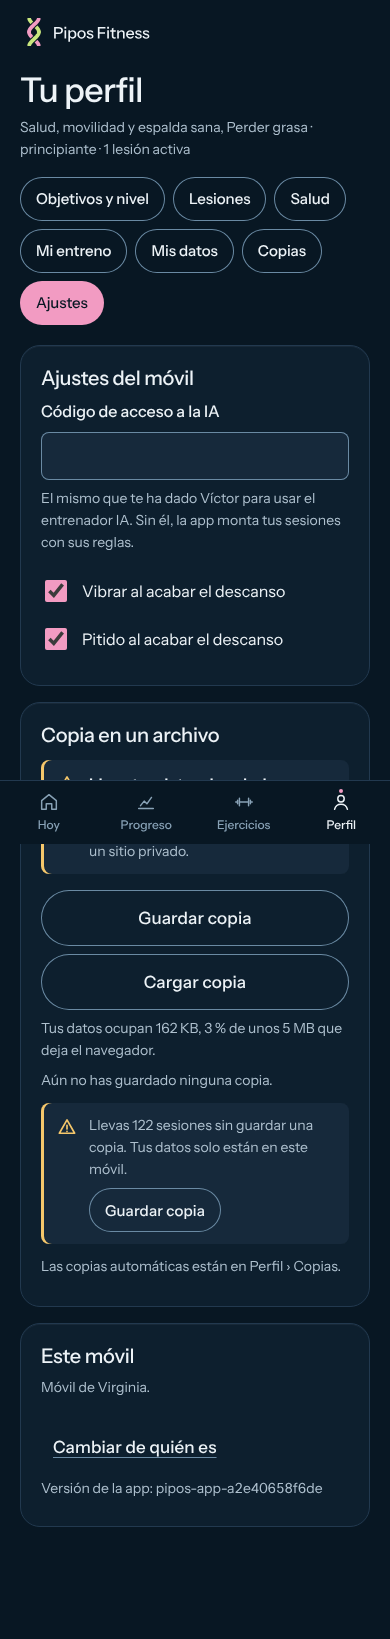 Pipos Fitness
Tu perfil
Salud, movilidad y espalda sana, Perder grasa ·
principiante · 1 lesión activa
Objetivos y nivel
Lesiones
Salud
Mi entreno
Mis datos
Copias
Ajustes
Ajustes del móvil
Código de acceso a la IA
El mismo que te ha dado Víctor para usar el
entrenador IA. Sin él, la app monta tus sesiones
con sus reglas.
Vibrar al acabar el descanso
Pitido al acabar el descanso
Copia en un archivo
Hoy
Progreso
Ejercicios
Perfil
un sitio privado.
Guardar copia
Cargar copia
Tus datos ocupan 162 KB, 3 % de unos 5 MB que
deja el navegador.
Aún no has guardado ninguna copia.
Llevas 122 sesiones sin guardar una
copia. Tus datos solo están en este
móvil.
Guardar copia
Las copias automáticas están en Perfil › Copias.
Este móvil
Móvil de Virginia.
Cambiar de quién es
Versión de la app: pipos-app-a2e40658f6de